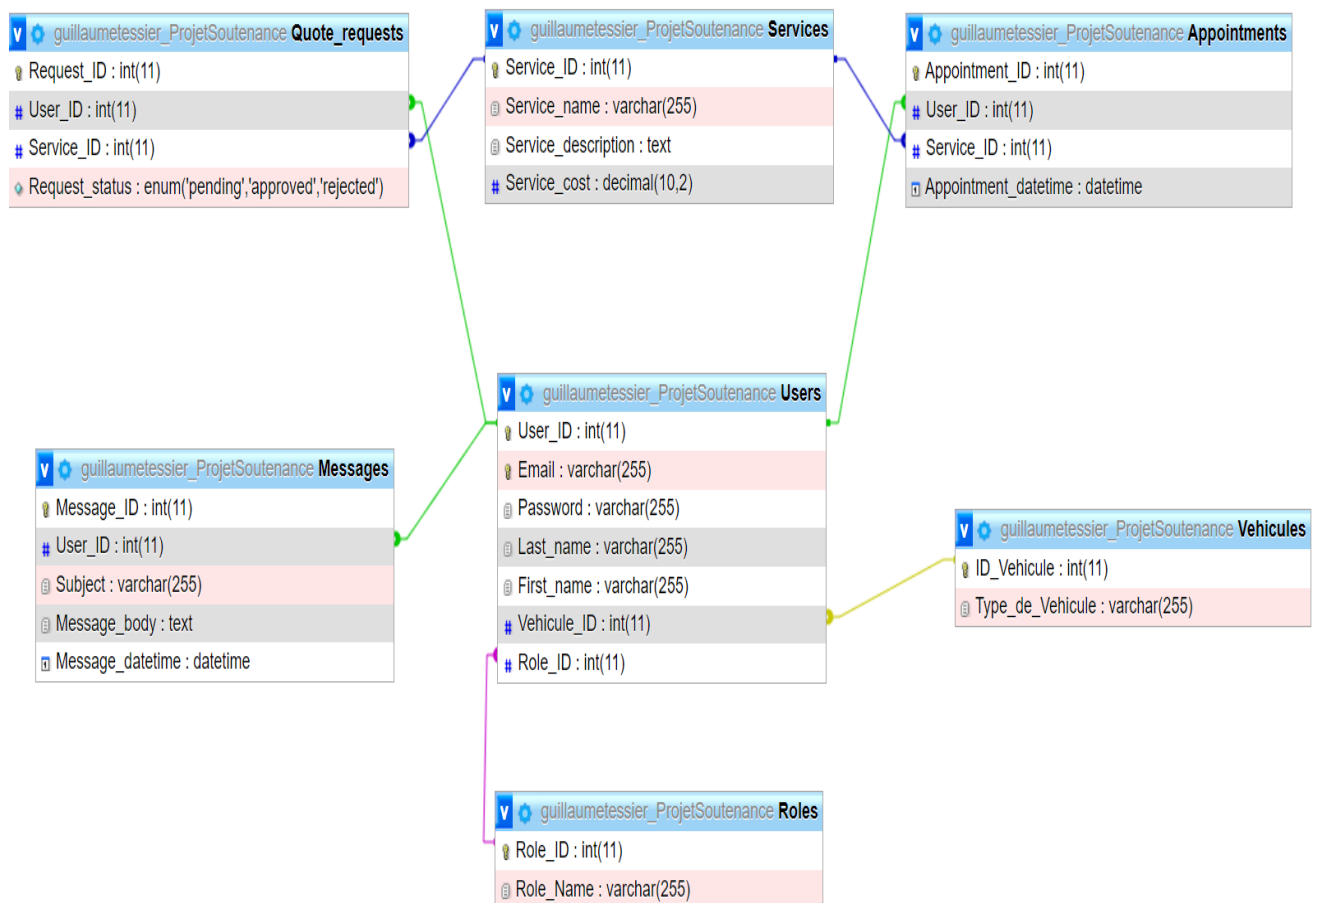 v guillaumetessier_ProjetSoutenance Quote_requests
Request_ID : int(11)
# User_ID : int(11)
# Service_ID : int(11)
Request_status : enum('pending','approved','rejected')
v guillaumetessier_ProjetSoutenance Services
Service_ID : int(11)
Service_name : varchar(255)
Service_description : text
# Service_cost : decimal(10,2)
v guillaumetessier_ProjetSoutenance Appointments
Appointment_ID : int(11)
# User_ID : int(11)
# Service_ID : int(11)
Appointment_datetime : datetime
v guillaumetessier_ProjetSoutenance Users
User_ID : int(11)
Email : varchar(255)
Password : varchar(255)
Last_name : varchar(255)
First_name : varchar(255)
# Vehicule_ID : int(11)
# Role_ID : int(11)
v guillaumetessier_ProjetSoutenance Messages
Message_ID : int(11)
# User_ID : int(11)
Subject : varchar(255)
Message_body : text
Message_datetime : datetime
v guillaumetessier_ProjetSoutenance Vehicules
ID_Vehicule : int(11)
Type_de_Vehicule : varchar(255)
v guillaumetessier_ProjetSoutenance Roles
Role_ID : int(11)
Role_Name : varchar(255)